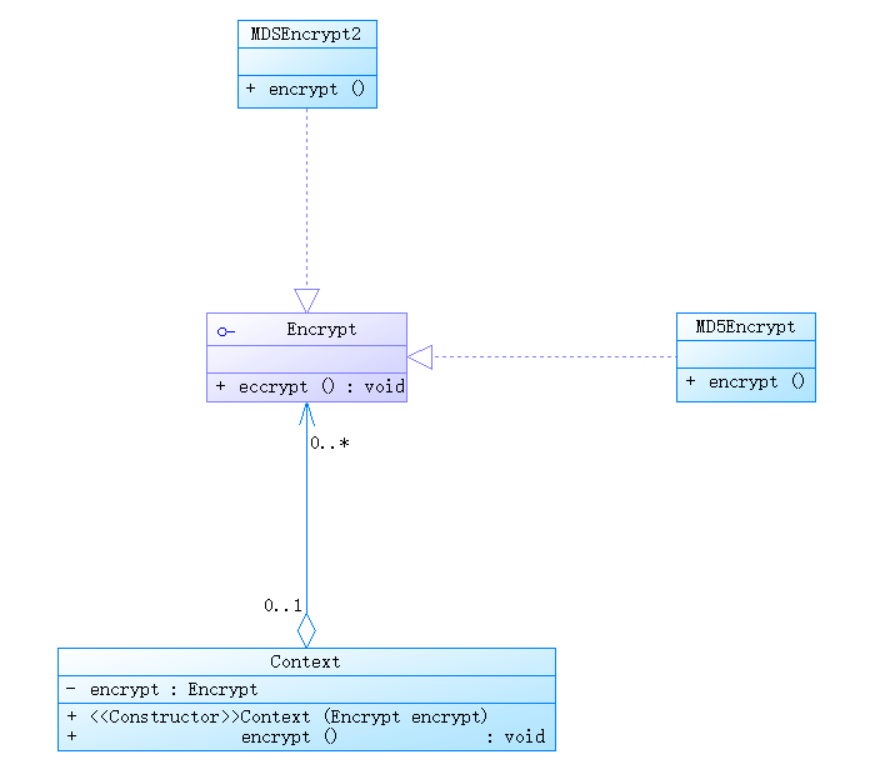 MDSEncrypt2
+ encrypt ()
Encrypt
+ eccrypt () : void
MD5Encrypt
+ encrypt ()
0..*
0..1
Context
- encrypt : Encrypt
+ <<Constructor>>Context (Encrypt encrypt)
+ encrypt () : void